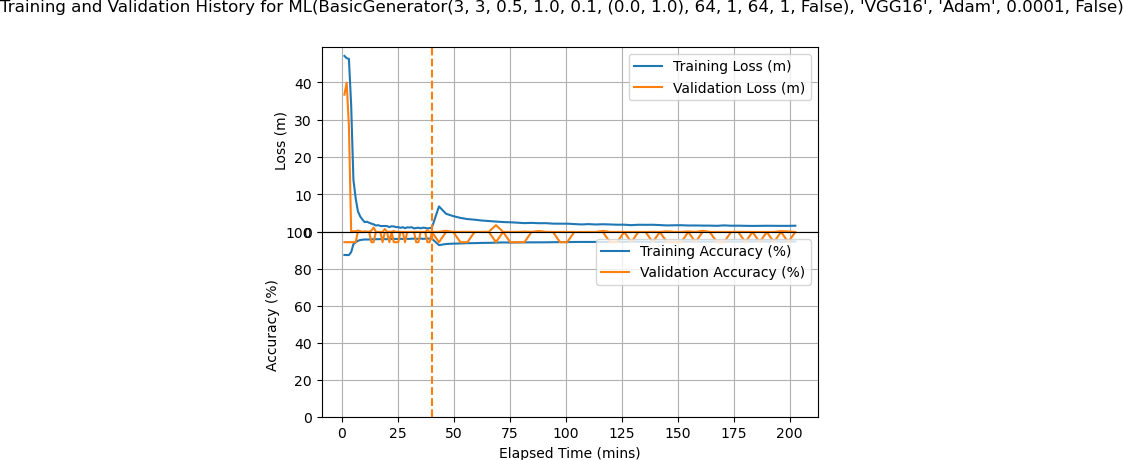 Training and Validation History for ML(BasicGenerator(3, 3, 0.5, 1.0, 0.1, (0.0, 1.0), 64, 1, 64, 1, False), 'VGG16', 'Adam', 0.0001, False)
Training Loss (m)
Validation Loss (m)
Loss (m)
40
30
20
10
0
Training Accuracy (%)
Validation Accuracy (%)
Accuracy (%)
100
80
60
40
20
0
0 25 50 75 100 125 150 175 200
Elapsed Time (mins)